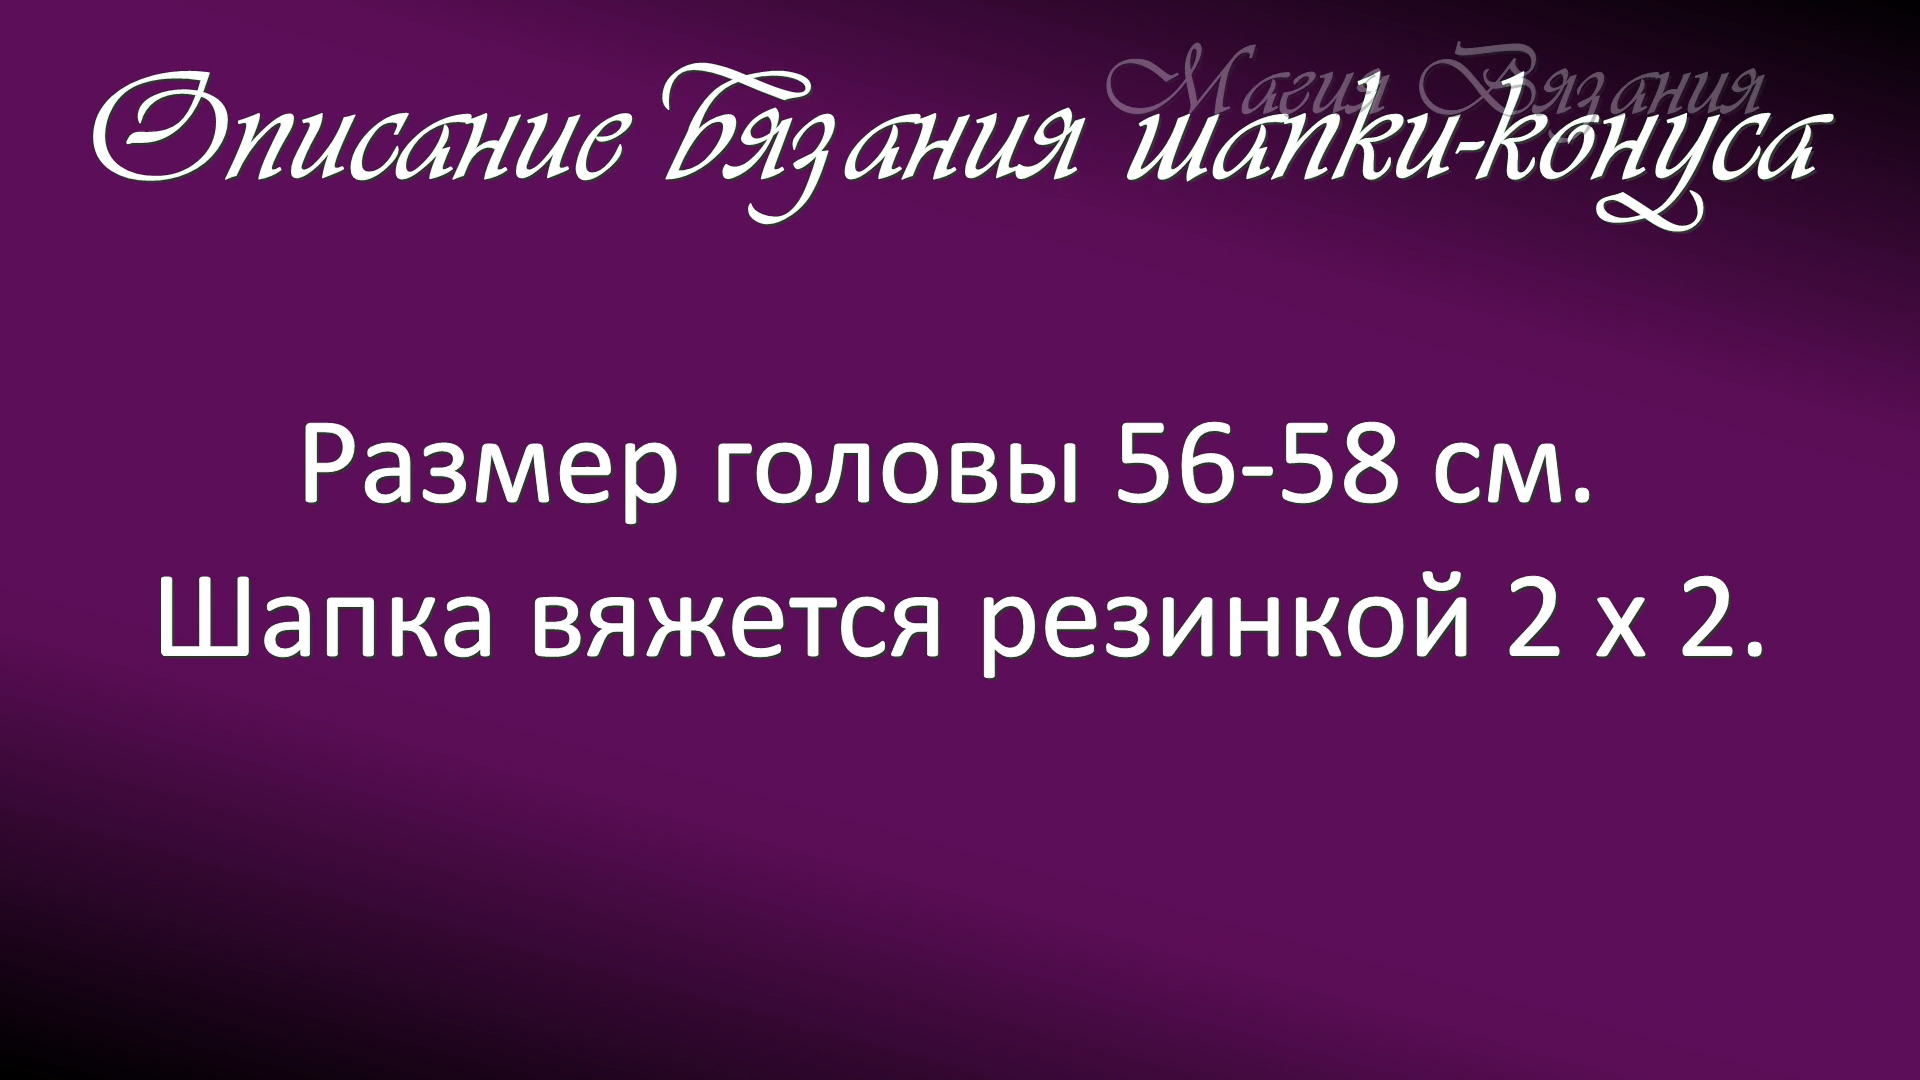 Магия Вязания
Описание вязания шапки-конуса
Размер головы 56-58 см.
Шапка вяжется резинкой 2 х 2.